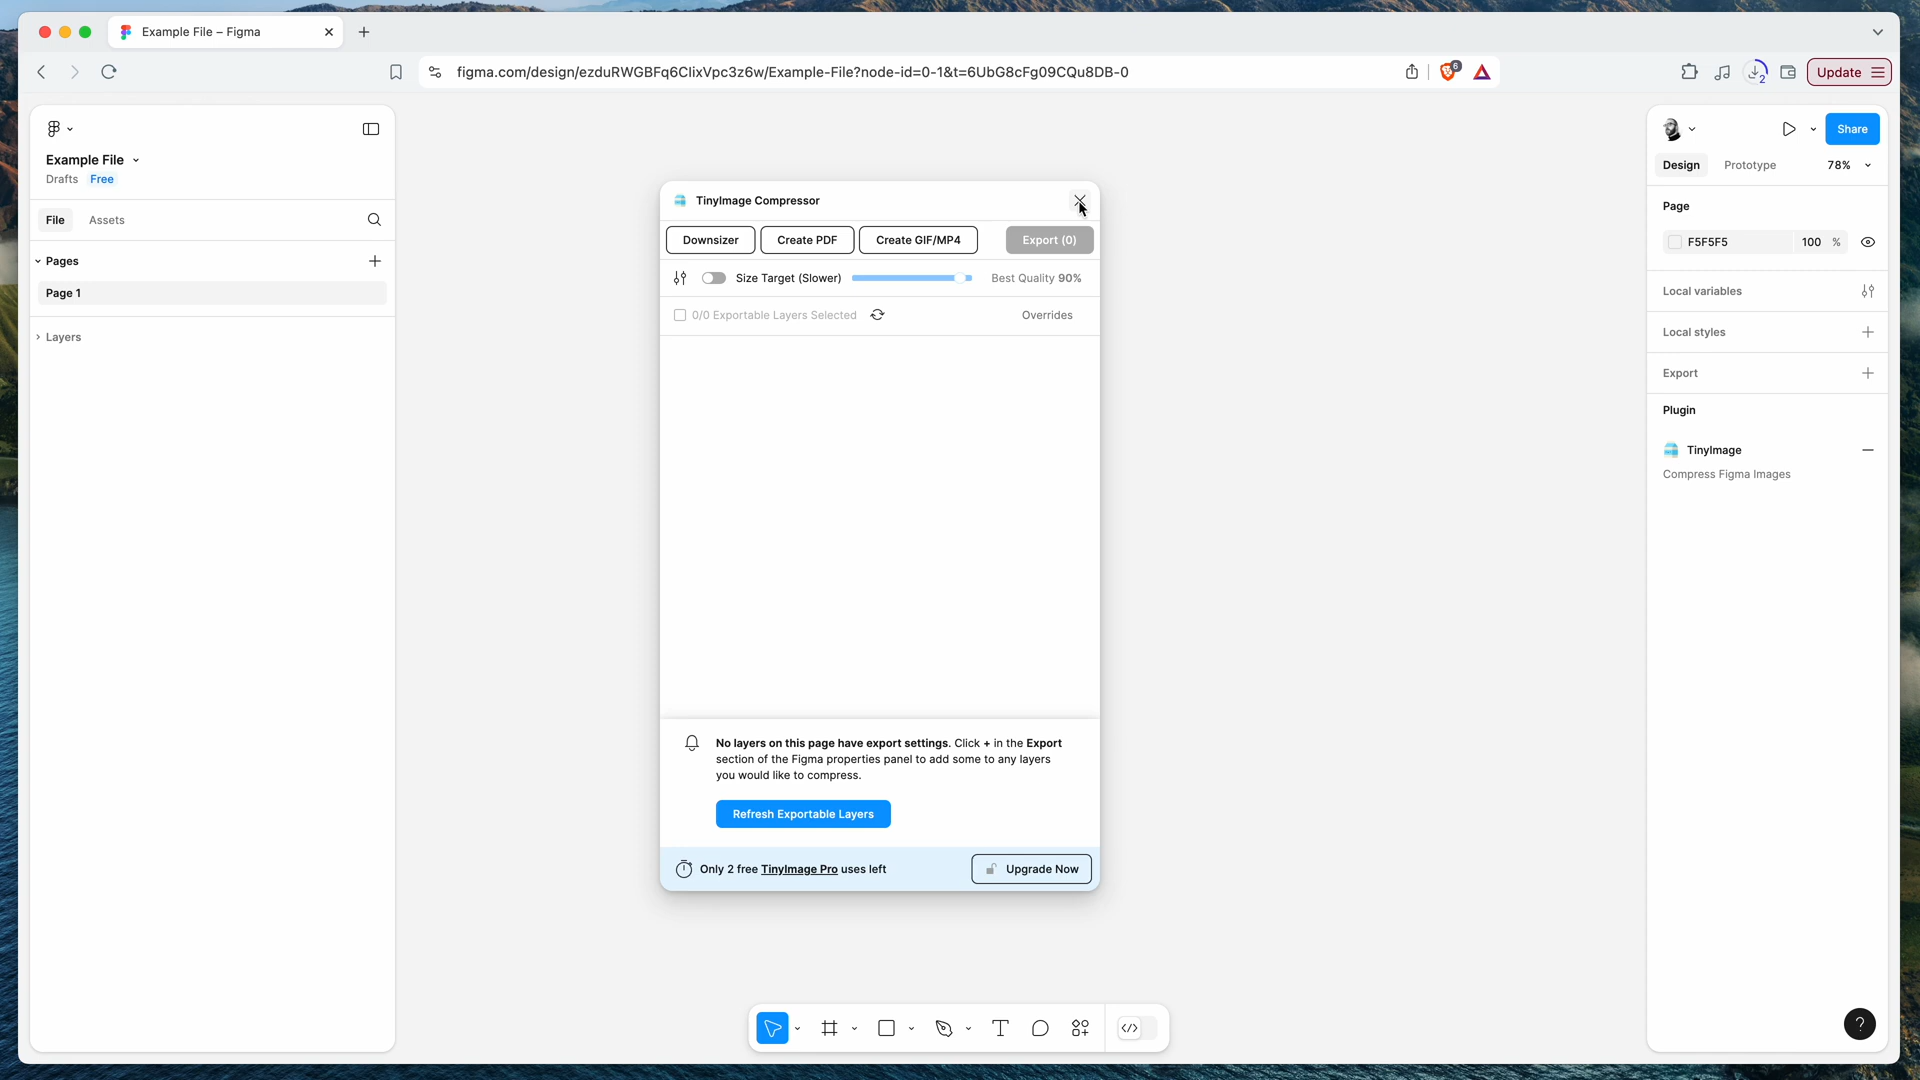 Example File – Figma
figma.com/design/ezduRWGBFq6ClixVpc3z6w/Example-File?node-id=0-1&t=6UbG8cFg09CQu8DB-0
6
2
Update
Example File
Drafts Free
File Assets
Pages
Page 1
Layers
TinyImage Compressor
Downsizer Create PDF Create GIF/MP4 Export (0)
Size Target (Slower) Best Quality 90%
0/0 Exportable Layers Selected Overrides
No layers on this page have export settings. Click + in the Export
section of the Figma properties panel to add some to any layers
you would like to compress.
Refresh Exportable Layers
Only 2 free TinyImage Pro uses left Upgrade Now
Share
Design Prototype 78%
Page
F5F5F5 100 %
Local variables
Local styles
Export
Plugin
TinyImage
Compress Figma Images
?